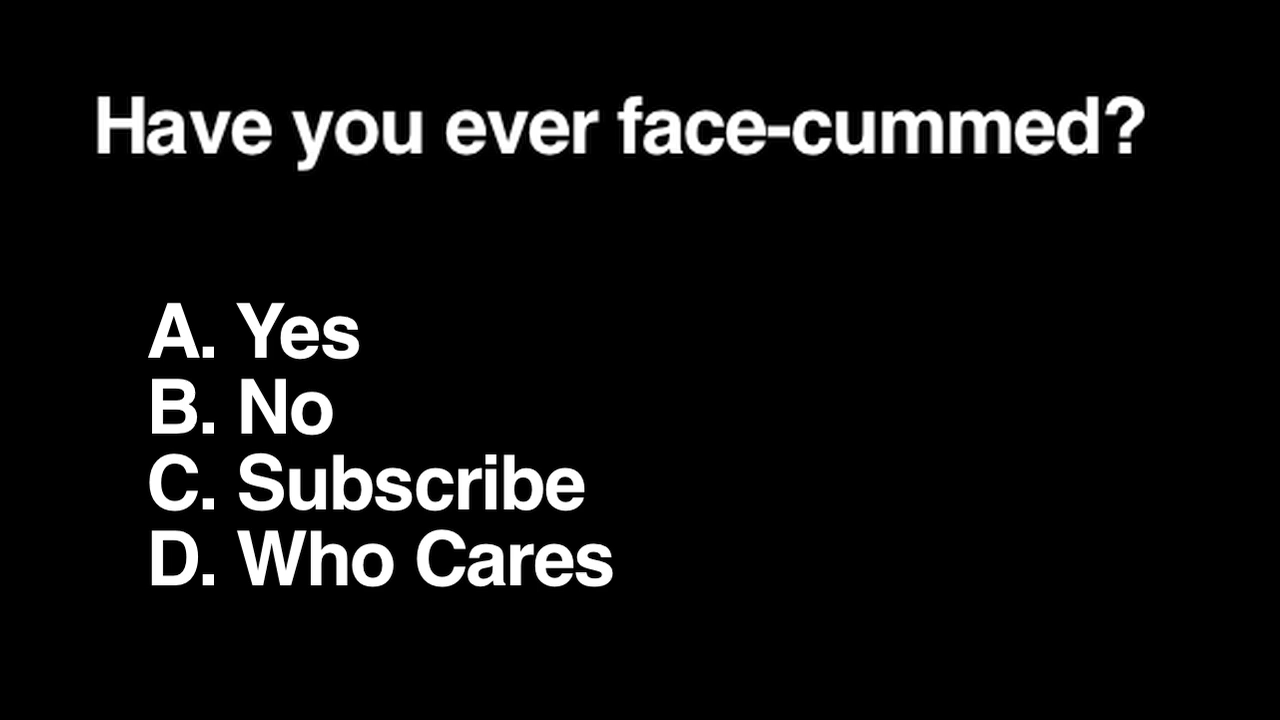 Have you ever face-cummed?
A. Yes
B. No
C. Subscribe
D. Who Cares